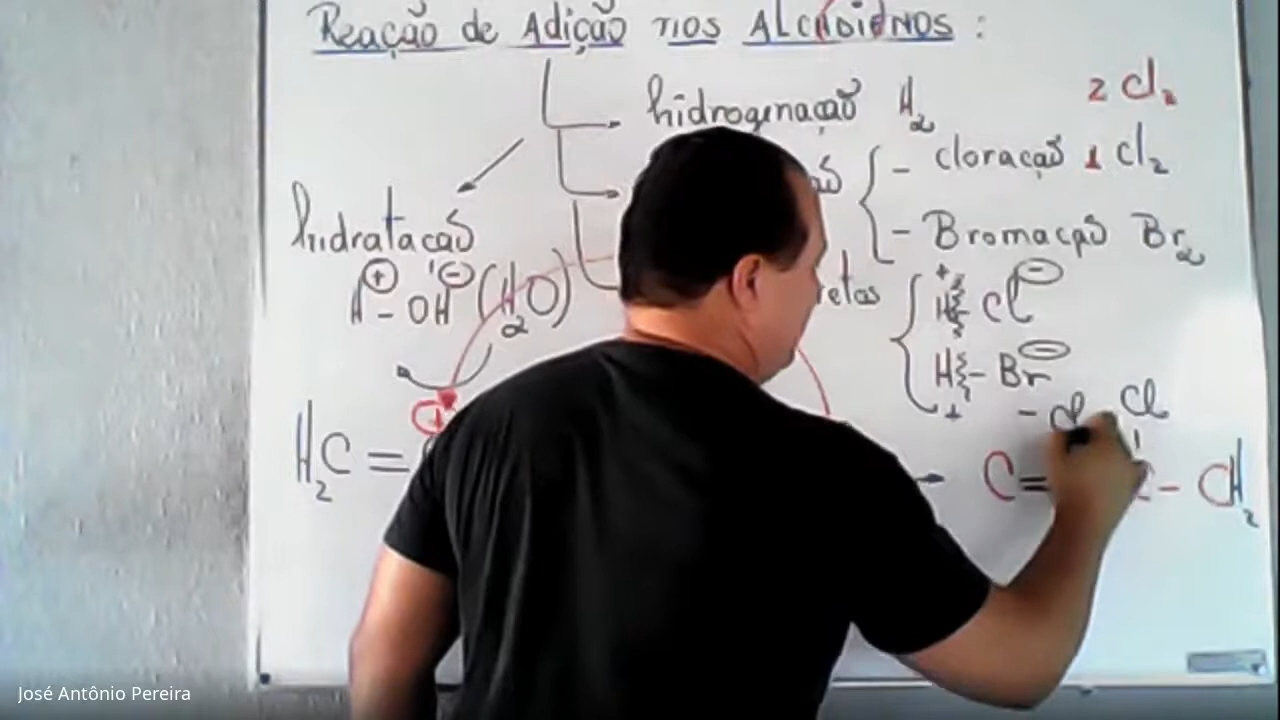 Reação de Adição nos Alcadienos :
hidrogenação H2
2 Cl2
- cloração 1 Cl2
hidratação
- Bromação Br2
H⊕ - OH⊖ (H2O)
+ H - Cl⊖
H - Br⊖ +
- Cl Cl
H2C =
C = - CH2
José Antônio Pereira